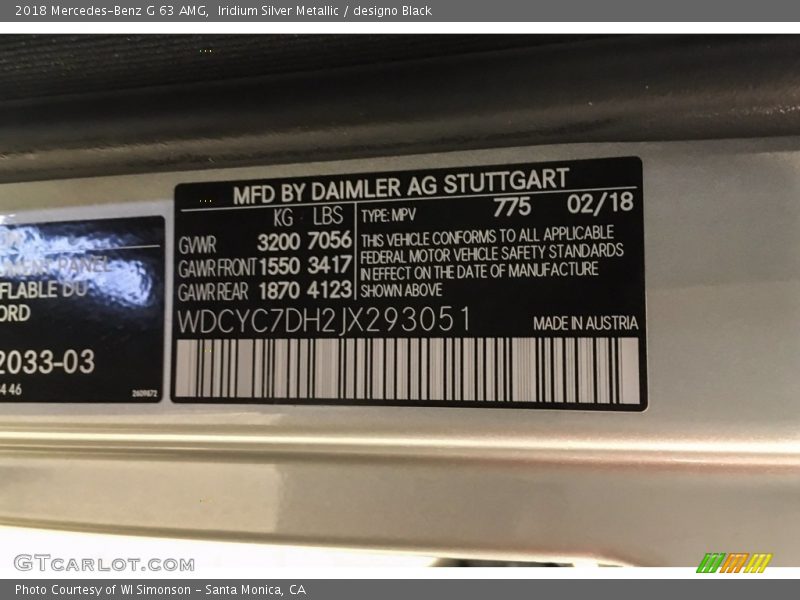 2018 Mercedes-Benz G 63 AMG,  Iridium Silver Metallic / designo Black
MFD BY DAIMLER AG STUTTGART
KG LBS
GVWR 3200 7056
GAWR FRONT 1550 3417
GAWR REAR 1870 4123
TYPE: MPV 775 02/18
THIS VEHICLE CONFORMS TO ALL APPLICABLE
FEDERAL MOTOR VEHICLE SAFETY STANDARDS
IN EFFECT ON THE DATE OF MANUFACTURE
SHOWN ABOVE
WDCYC7DH2JX293051
MADE IN AUSTRIA
PANEL
FLABLE DU
ORD
2033-03
4 46
2609872
GTcarlot.com
Photo Courtesy of WI Simonson – Santa Monica, CA